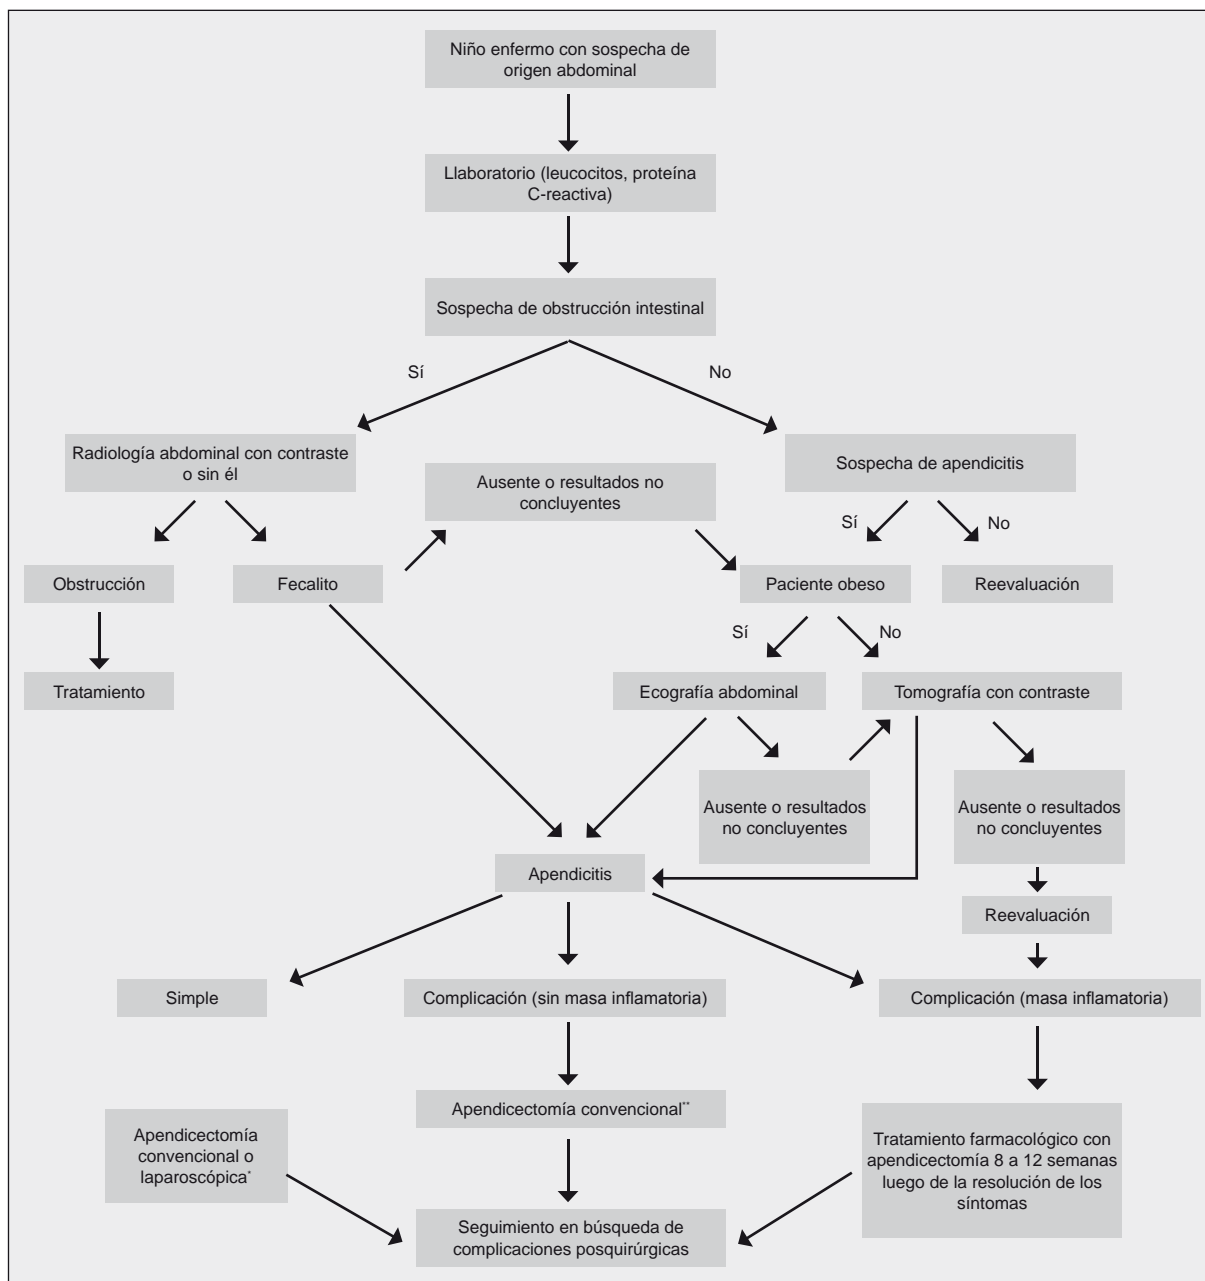 Niño enfermo con sospecha de
origen abdominal
Llaboratorio (leucocitos, proteína
C-reactiva)
Sospecha de obstrucción intestinal
Sí
No
Radiología abdominal con contraste
o sin él
Ausente o resultados no
concluyentes
Sospecha de apendicitis
Sí
No
Obstrucción
Fecalito
Paciente obeso
Reevaluación
Sí
No
Tratamiento
Ecografía abdominal
Tomografía con contraste
Ausente o resultados
no concluyentes
Ausente o resultados
no concluyentes
Apendicitis
Reevaluación
Simple
Complicación (sin masa inflamatoria)
Complicación (masa inflamatoria)
Apendicectomía convencional**
Apendicectomía
convencional o
laparoscópica*
Tratamiento farmacológico con
apendicectomía 8 a 12 semanas
luego de la resolución de los
síntomas
Seguimiento en búsqueda de
complicaciones posquirúrgicas